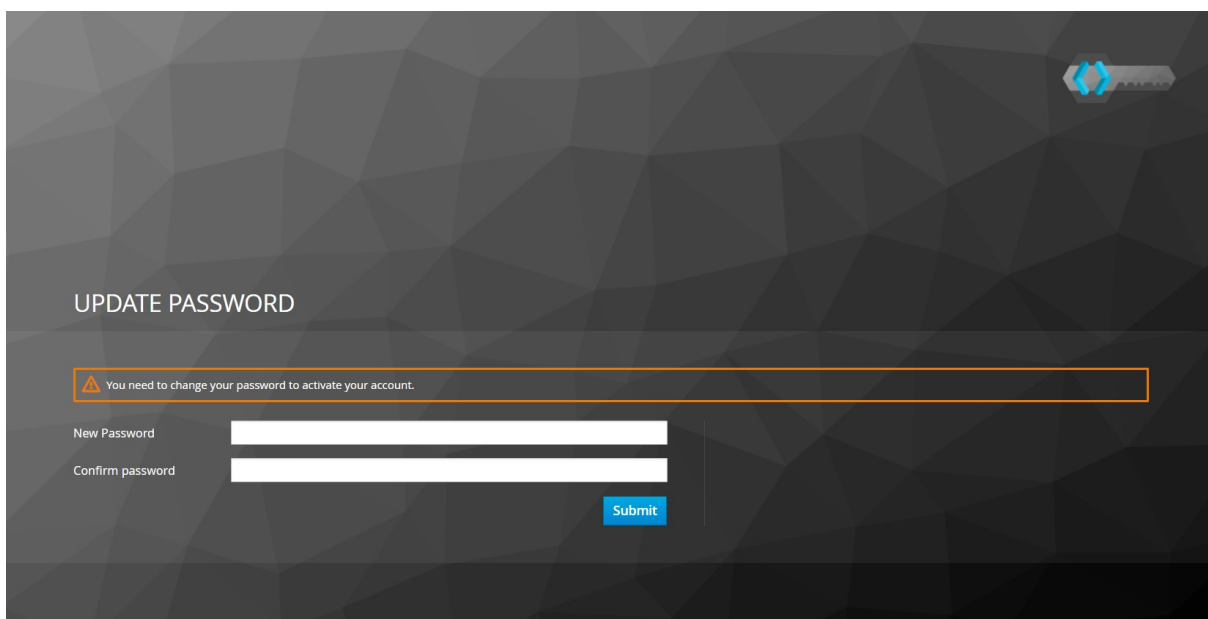 UPDATE PASSWORD
You need to change your password to activate your account.
New Password
Confirm password
Submit